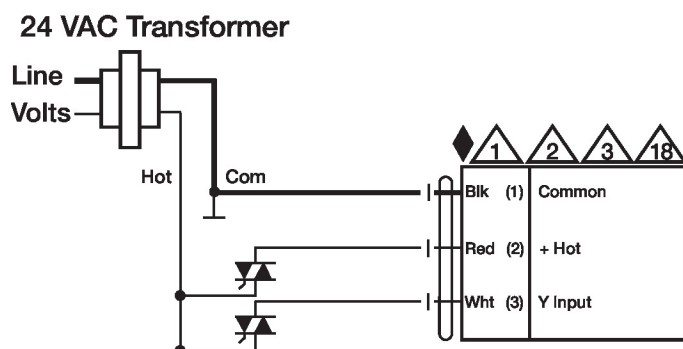 24 VAC Transformer
Line
Volts
Hot
Com
1
2
3
18
Blk (1) Common
Red (2) + Hot
Wht (3) Y Input